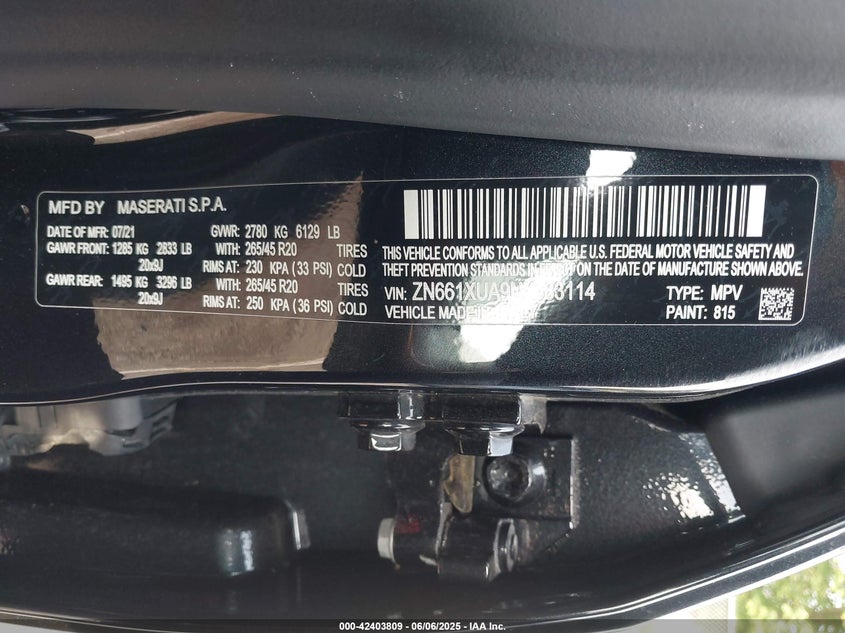 MFD BY MASERATI S.P.A.
DATE OF MFR: 07/21 GVWR: 2780 KG 6129 LB
GAWR FRONT: 1285 KG 2833 LB WITH: 265/45 R20 TIRES
20x9J RIMS AT: 230 KPA (33 PSI) COLD
GAWR REAR: 1495 KG 3296 LB WITH: 265/45 R20 TIRES
20x9J RIMS AT: 250 KPA (36 PSI) COLD
THIS VEHICLE CONFORMS TO ALL APPLICABLE U.S. FEDERAL MOTOR VEHICLE SAFETY AND
THEFT PREVENTION STANDARDS IN EFFECT ON THE DATE OF MANUFACTURE SHOWN ABOVE.
VIN: TYPE: MPV
VEHICLE MADE PAINT: 815
000-42403809 - 06/06/2025 - IAA Inc.